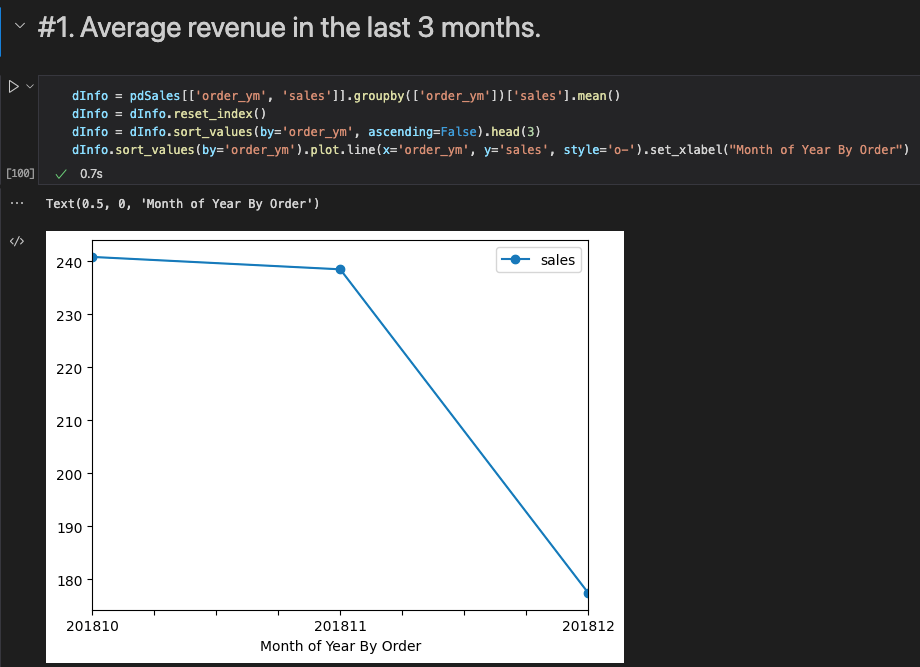 #1. Average revenue in the last 3 months.
dInfo = pdSales[['order_ym', 'sales']].groupby(['order_ym'])['sales'].mean()
dInfo = dInfo.reset_index()
dInfo = dInfo.sort_values(by='order_ym', ascending=False).head(3)
dInfo.sort_values(by='order_ym').plot.line(x='order_ym', y='sales', style='o-').set_xlabel("Month of Year By Order")
[100] ✓ 0.7s
... Text(0.5, 0, 'Month of Year By Order')
</>
sales
240
230
220
210
200
190
180
201810 201811 201812
Month of Year By Order